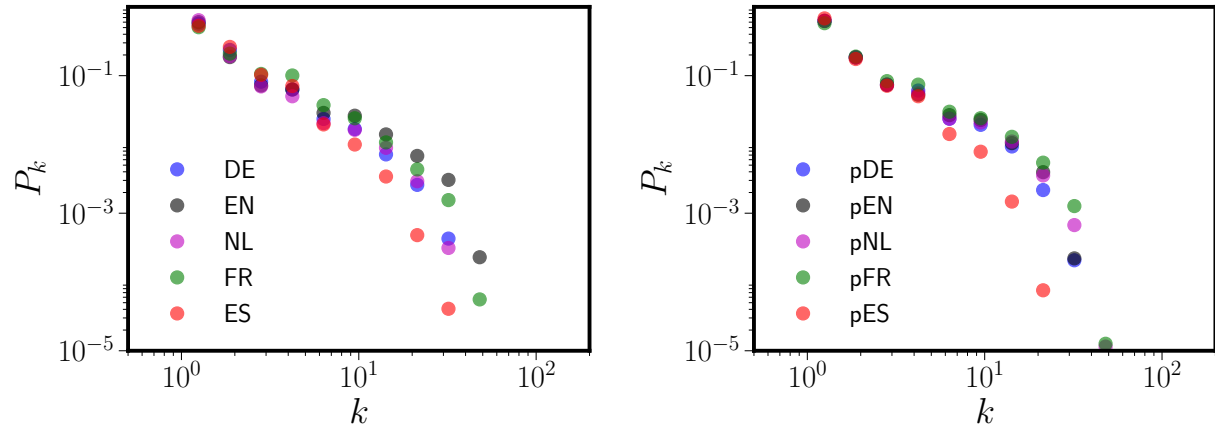 P_k
10^{-1}
10^{-3}
10^{-5}
DE
EN
NL
FR
ES
10^0
10^1
10^2
k
P_k
10^{-1}
10^{-3}
10^{-5}
pDE
pEN
pNL
pFR
pES
10^0
10^1
10^2
k